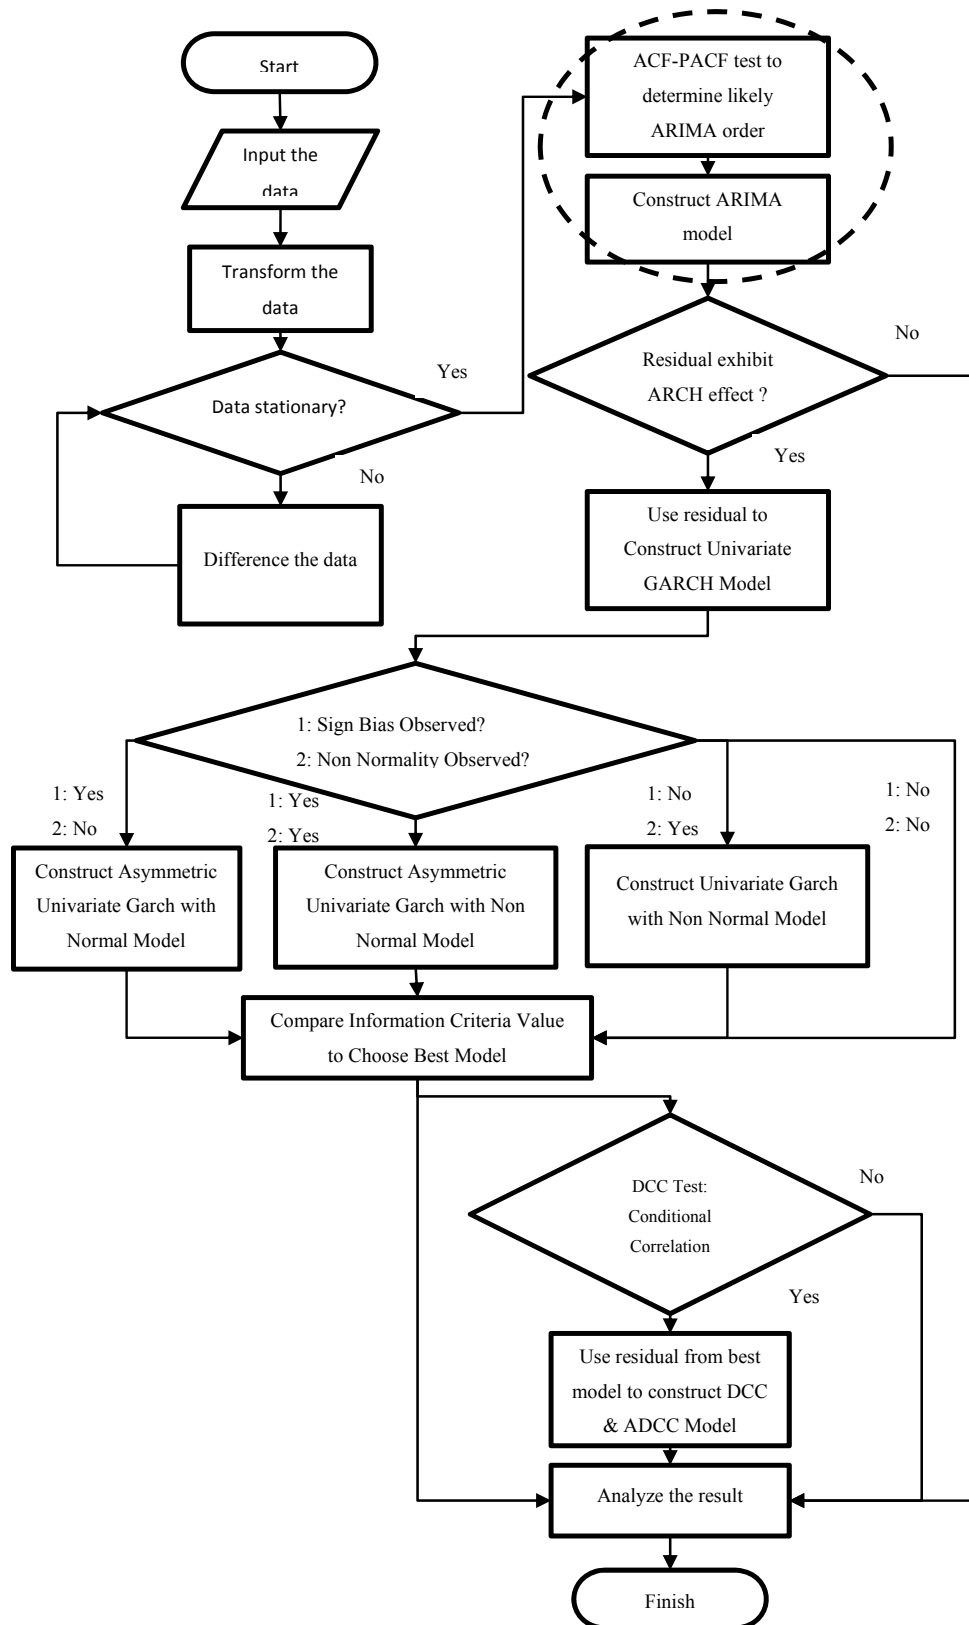 Start
Input the
data
Transform the
data
Data stationary?
Yes
No
Difference the data
ACF-PACF test to
determine likely
ARIMA order
Construct ARIMA
model
Residual exhibit
ARCH effect ?
No
Yes
Use residual to
Construct Univariate
GARCH Model
1: Sign Bias Observed?
2: Non Normality Observed?
1: Yes
2: No
1: Yes
2: Yes
1: No
2: Yes
1: No
2: No
Construct Asymmetric
Univariate Garch with
Normal Model
Construct Asymmetric
Univariate Garch with Non
Normal Model
Construct Univariate Garch
with Non Normal Model
Compare Information Criteria Value
to Choose Best Model
DCC Test:
Conditional
Correlation
No
Yes
Use residual from best
model to construct DCC
& ADCC Model
Analyze the result
Finish